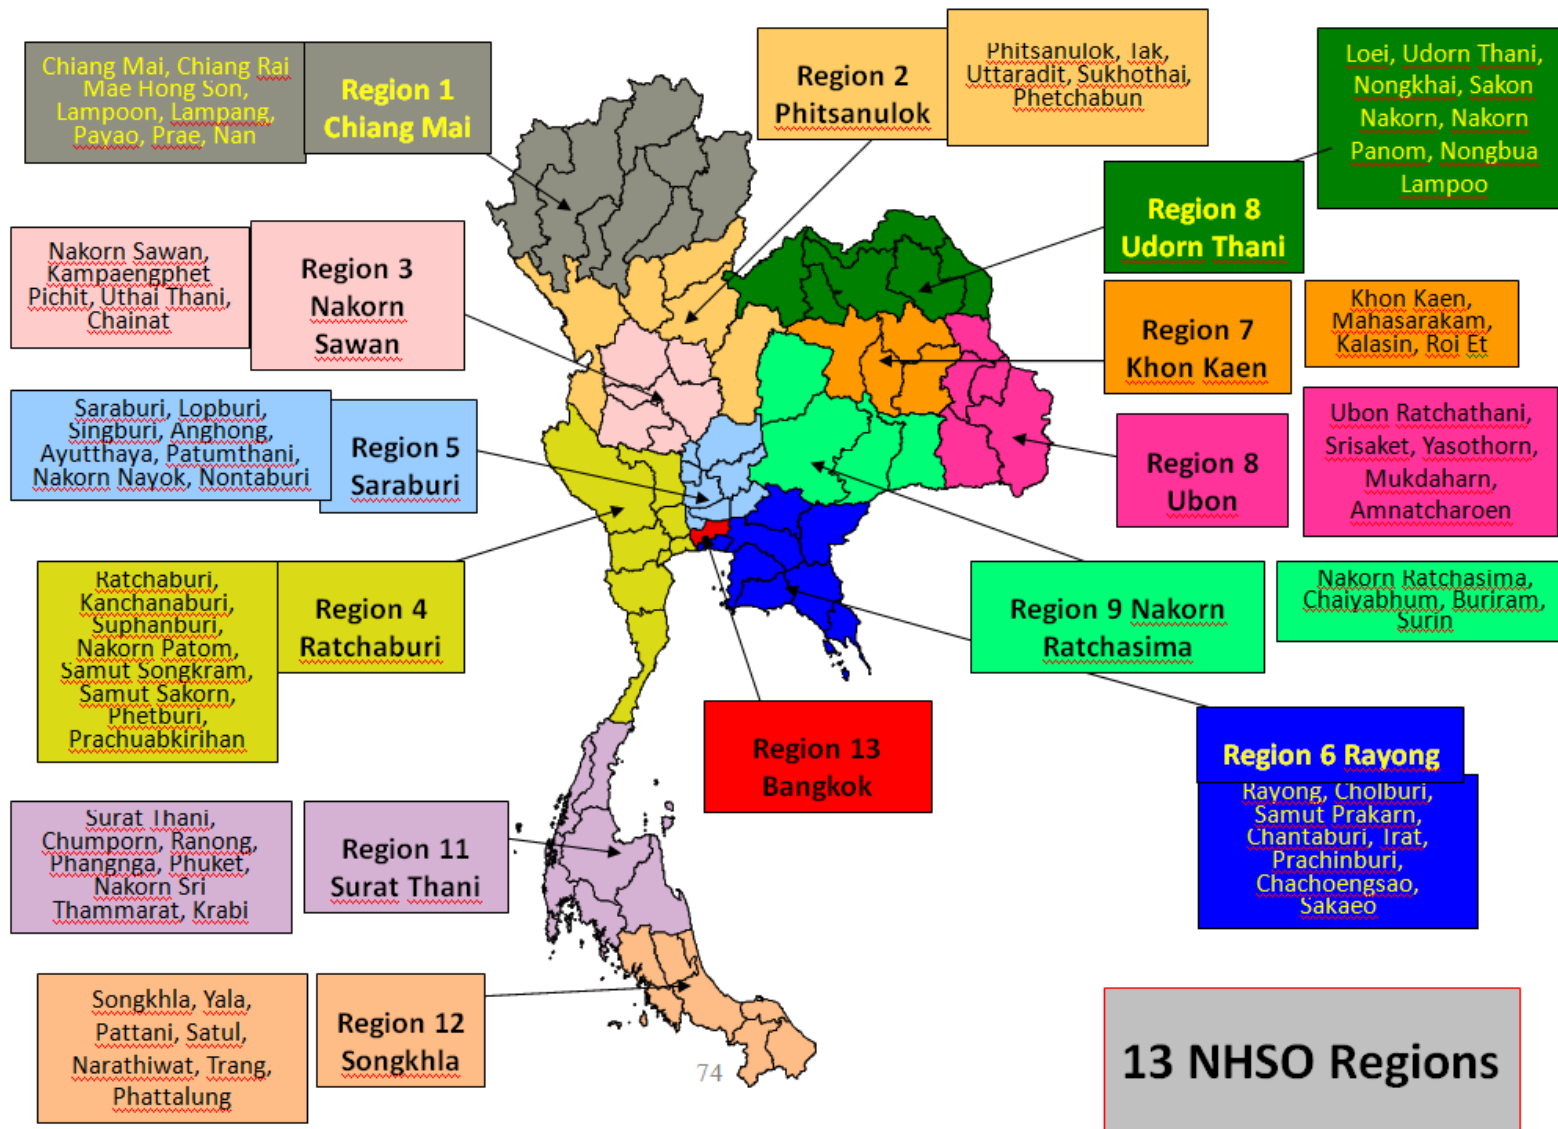 Chiang Mai, Chiang Rai
Mae Hong Son,
Lampoon, Lampang,
Payao, Prae, Nan
Region 1
Chiang Mai
Region 2
Phitsanulok
Phitsanulok, Tak,
Uttaradit, Sukhothai,
Phetchabun
Loei, Udorn Thani,
Nongkhai, Sakon
Nakorn, Nakorn
Panom, Nongbua
Lampoo
Region 8
Udorn Thani
Nakorn Sawan,
Kampaengphet
Pichit, Uthai Thani,
Chainat
Region 3
Nakorn
Sawan
Region 7
Khon Kaen
Khon Kaen,
Mahasarakam,
Kalasin, Roi Et
Saraburi, Lopburi,
Singburi, Anghong,
Ayutthaya, Patumthani,
Nakorn Nayok, Nontaburi
Region 5
Saraburi
Region 8
Ubon
Ubon Ratchathani,
Srisaket, Yasothorn,
Mukdaharn,
Amnatcharoen
Ratchaburi,
Kanchanaburi,
Suphanburi,
Nakorn Patom,
Samut Songkram,
Samut Sakorn,
Phetburi,
Prachuabkirihan
Region 4
Ratchaburi
Region 9 Nakorn
Ratchasima
Nakorn Ratchasima,
Chaiyabhum, Buriram,
Surin
Region 13
Bangkok
Region 6 Rayong
Rayong, Cholburi,
Samut Prakarn,
Chantaburi, Trat,
Prachinburi,
Chachoengsao,
Sakaeo
Surat Thani,
Chumporn, Ranong,
Phangnga, Phuket,
Nakorn Sri
Thammarat, Krabi
Region 11
Surat Thani
Songkhla, Yala,
Pattani, Satul,
Narathiwat, Trang,
Phattalung
Region 12
Songkhla
74
13 NHSO Regions